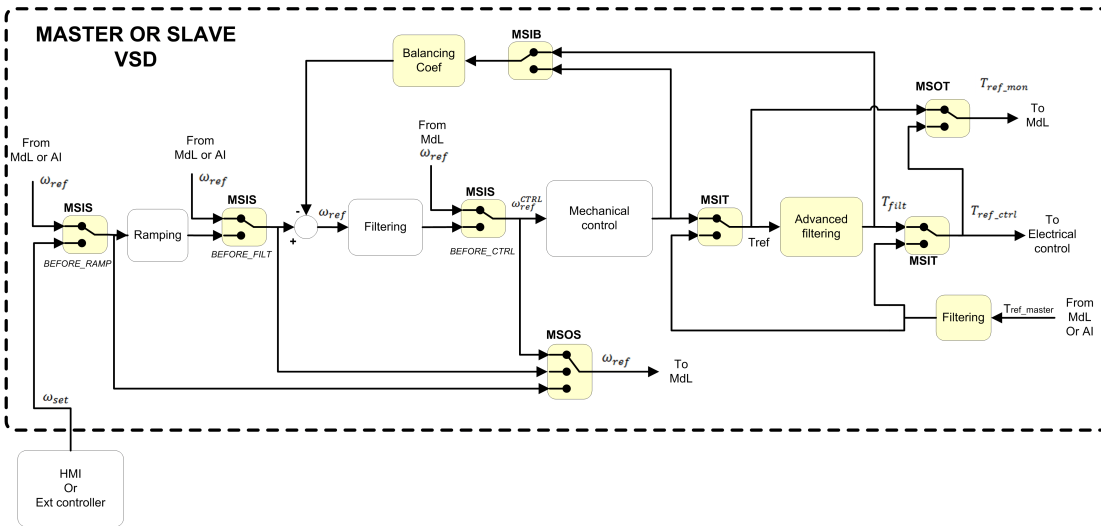 MASTER OR SLAVE
VSD
MSIB
Balancing
Coef
MSOT
T_ref_mon
To
MdL
From
MdL or AI
ω_ref
From
MdL or AI
ω_ref
From
MdL
ω_ref
MSIS
Ramping
BEFORE_RAMP
MSIS
BEFORE_FILT
-
+
ω_ref
Filtering
MSIS
BEFORE_CTRL
ω_ref^CTRL
Mechanical
control
MSIT
Tref
Advanced
filtering
T_filt
MSIT
T_ref_ctrl
To
Electrical
control
Filtering
Tref_master
From
MdL
Or AI
MSOS
ω_ref
To
MdL
ω_set
HMI
Or
Ext controller